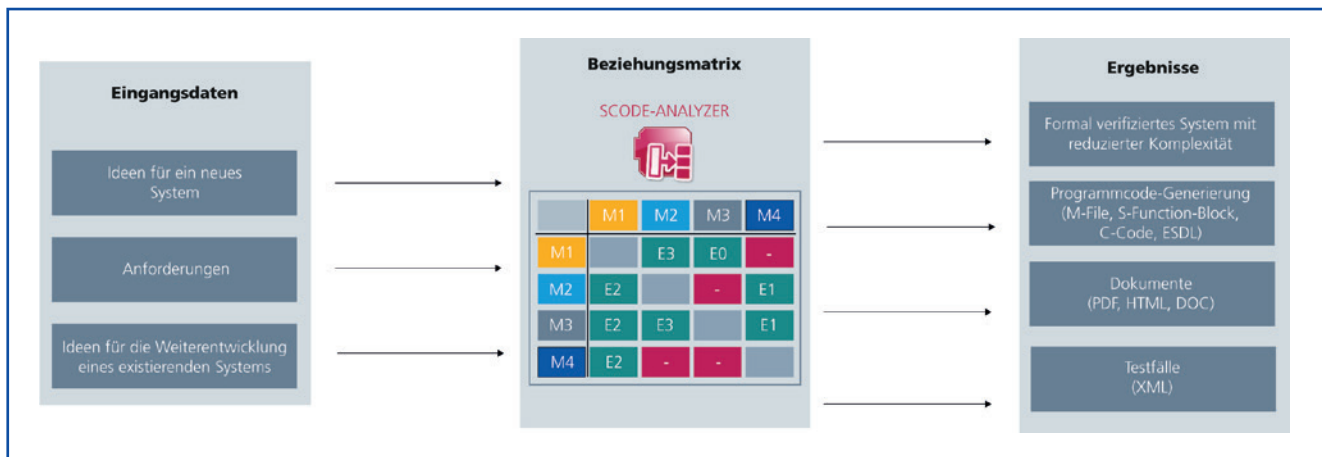 Eingangsdaten
Ideen für ein neues
System
Anforderungen
Ideen für die Weiterentwicklung
eines existierenden Systems
Beziehungsmatrix
SCODE-ANALYZER
M1 M2 M3 M4
M1 E3 E0 -
M2 E2 - E1
M3 E2 E3 E1
M4 E2 - -
Ergebnisse
Formal verifiziertes System mit
reduzierter Komplexität
Programmcode-Generierung
(M-File, S-Function-Block,
C-Code, ESDL)
Dokumente
(PDF, HTML, DOC)
Testfälle
(XML)